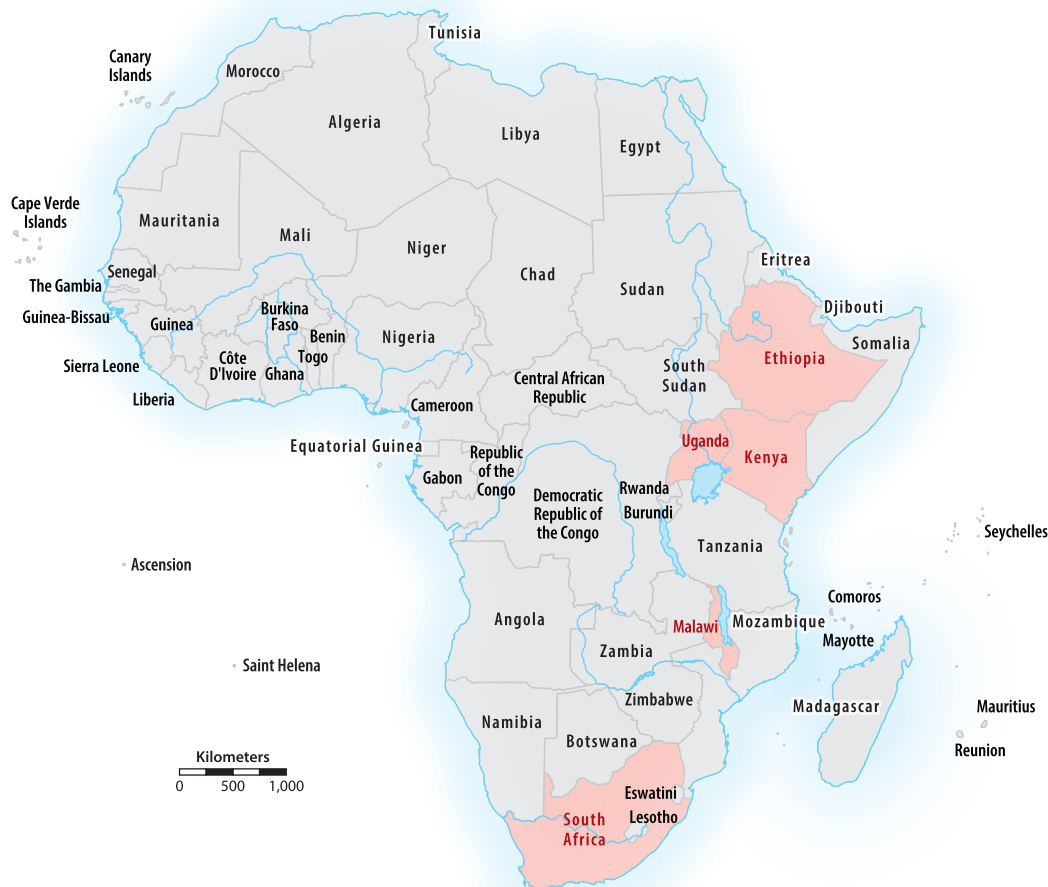 Tunisia
Canary
Islands
Morocco
Algeria
Libya
Egypt
Cape Verde
Islands
Mauritania
Mali
Niger
Chad
Sudan
Eritrea
Senegal
The Gambia
Guinea-Bissau
Guinea
Burkina
Faso
Benin
Togo
Nigeria
Djibouti
Somalia
Ethiopia
Sierra Leone
Côte
D'Ivoire
Ghana
South
Sudan
Central African
Republic
Liberia
Cameroon
Equatorial Guinea
Uganda
Kenya
Republic
of the
Congo
Gabon
Rwanda
Burundi
Democratic
Republic of
the Congo
Tanzania
Seychelles
Ascension
Comoros
Angola
Malawi
Mozambique
Mayotte
Zambia
Saint Helena
Zimbabwe
Madagascar
Mauritius
Namibia
Botswana
Reunion
Kilometers
0 500 1,000
Eswatini
Lesotho
South
Africa